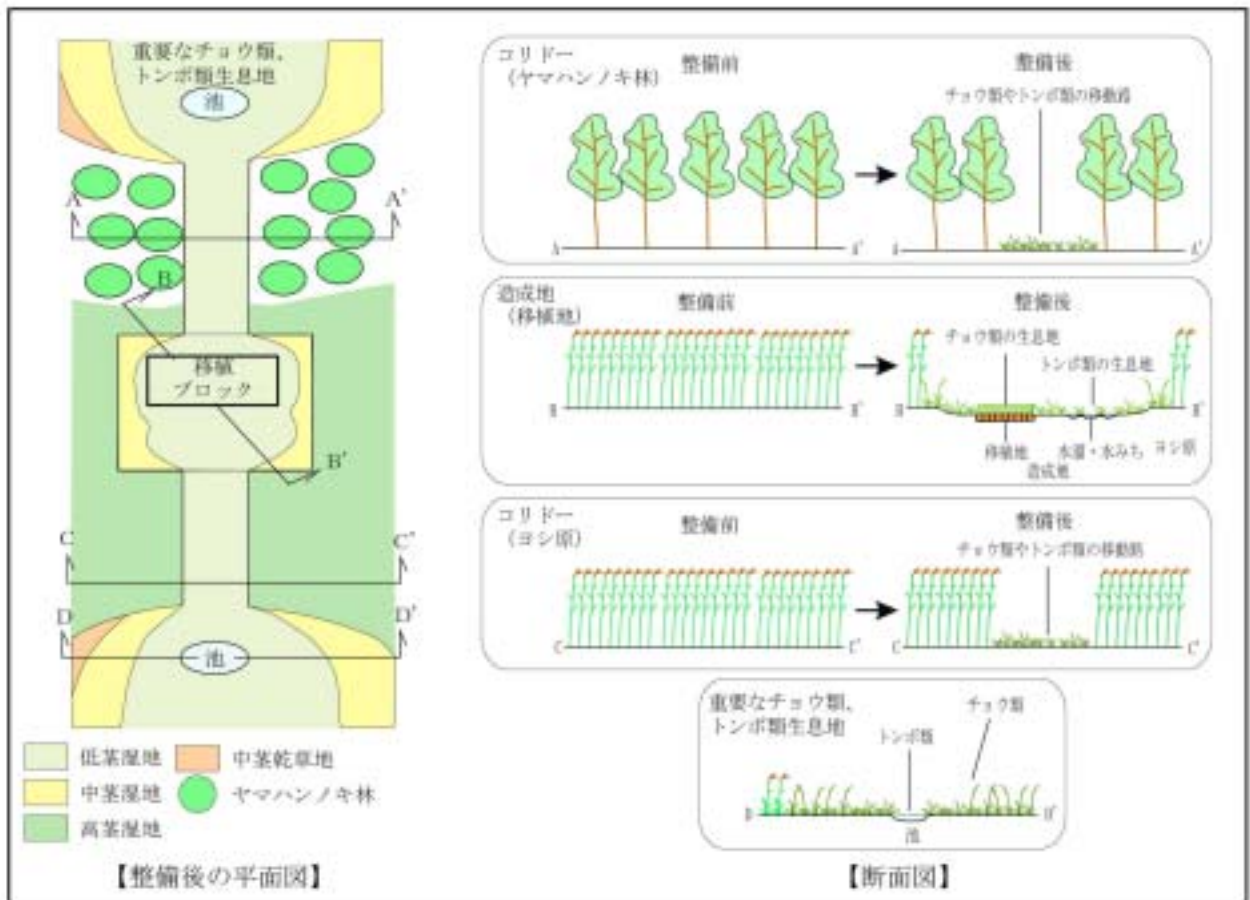 重要なチョウ類、
トンボ類生息地
池
A
A'
B
移植
ブロック
B'
C
C'
D
D'
池
低茎湿地
中茎湿地
高茎湿地
中茎乾草地
ヤマハンノキ林
【整備後の平面図】
コリドー
(ヤマハンノキ林)
整備前
整備後
チョウ類やトンボ類の移動路
A
A'
A
A'
造成地
(移植地)
整備前
整備後
チョウ類の生息地
トンボ類の生息地
B
B'
B
B'
移植地
水溜・水みち
ヨシ原
造成地
コリドー
(ヨシ原)
整備前
整備後
チョウ類やトンボ類の移動路
C
C'
C
C'
重要なチョウ類、
トンボ類生息地
トンボ類
チョウ類
D
D'
池
【断面図】